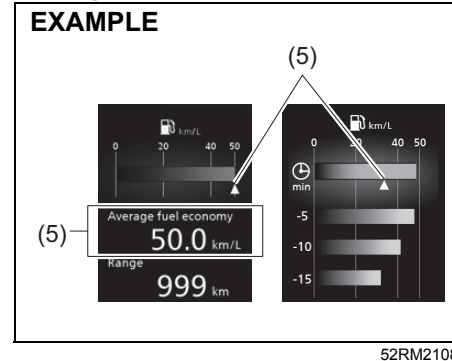 EXAMPLE
(5)
km/L
0 20 40 50
(5)
Average fuel economy
50.0 km/L
Range
999 km
km/L
0 20 40 50
min
-5
-10
-15
52RM2108